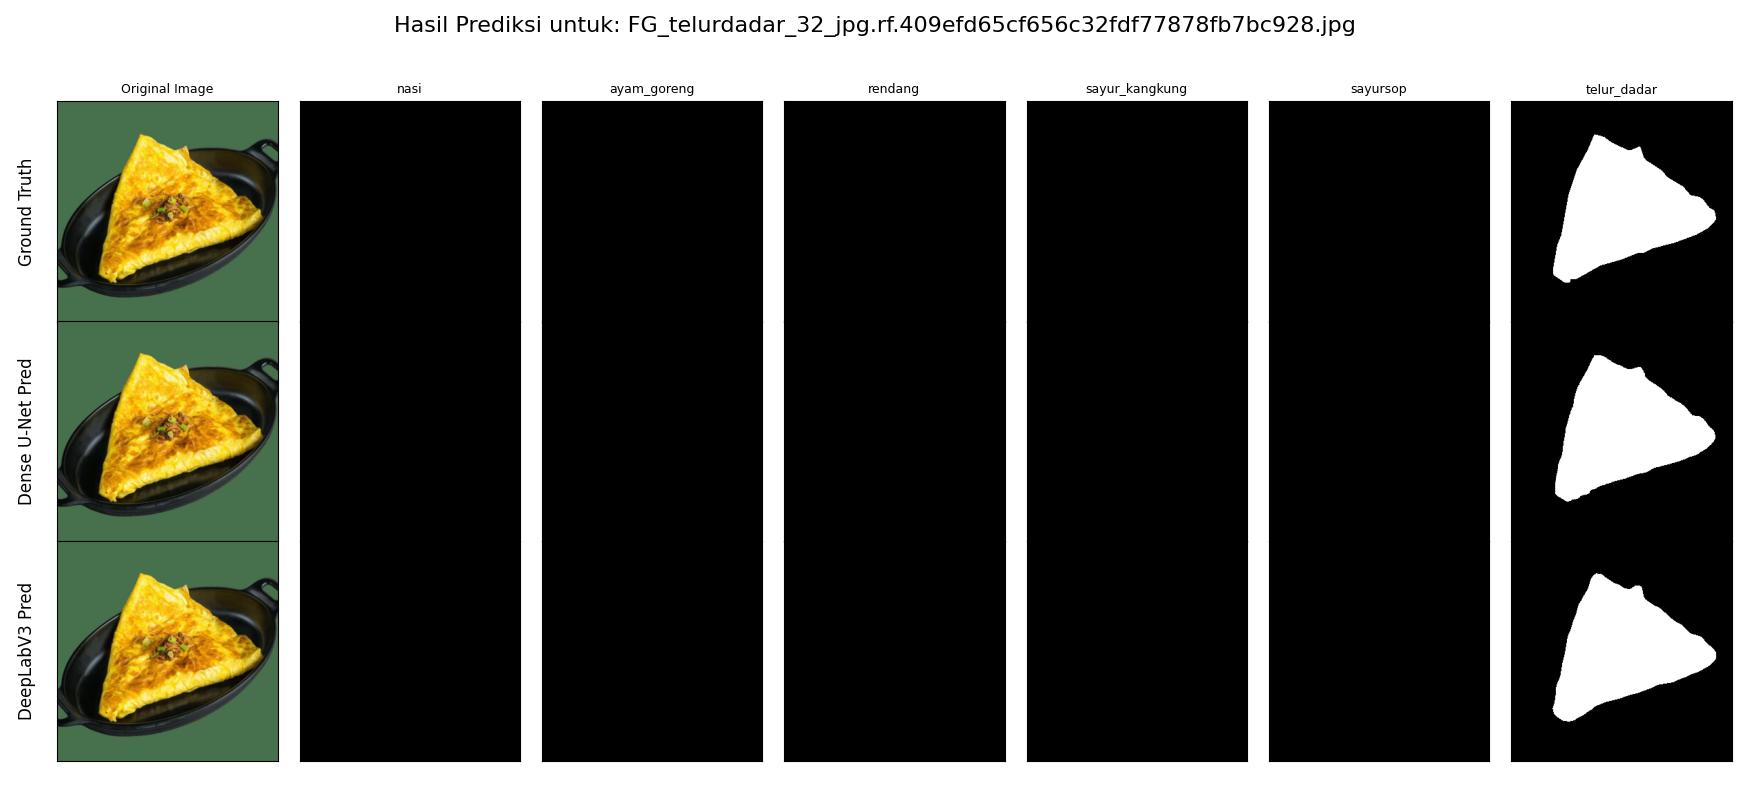 Hasil Prediksi untuk: FG_telurdadar_32_jpg.rf.409efd65cf656c32fdf77878fb7bc928.jpg
Original Image
nasi
ayam_goreng
rendang
sayur_kangkung
sayursop
telur_dadar
Ground Truth
Dense U-Net Pred
DeepLabV3 Pred